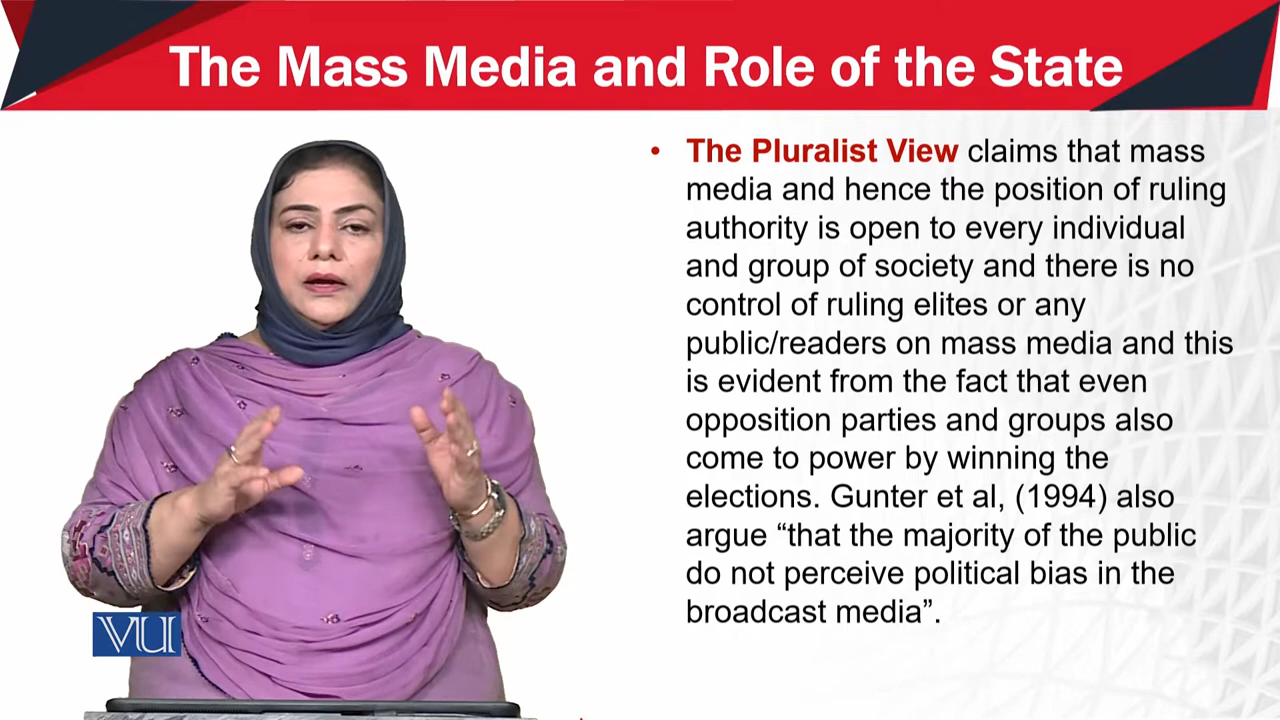 The Mass Media and Role of the State
• The Pluralist View claims that mass
media and hence the position of ruling
authority is open to every individual
and group of society and there is no
control of ruling elites or any
public/readers on mass media and this
is evident from the fact that even
opposition parties and groups also
come to power by winning the
elections. Gunter et al, (1994) also
argue “that the majority of the public
do not perceive political bias in the
broadcast media”.
VU